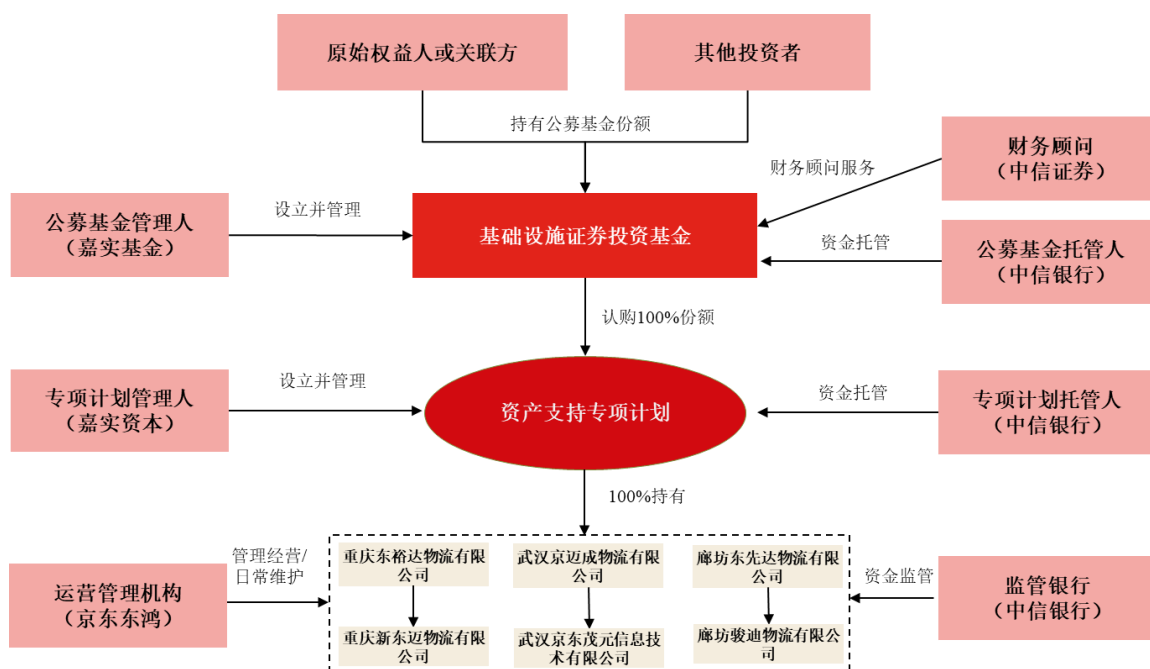 原始权益人或关联方
其他投资者
持有公募基金份额
财务顾问
（中信证券）
财务顾问服务
公募基金管理人
（嘉实基金）
设立并管理
基础设施证券投资基金
资金托管
公募基金托管人
（中信银行）
认购100%份额
专项计划管理人
（嘉实资本）
设立并管理
资产支持专项计划
资金托管
专项计划托管人
（中信银行）
100%持有
管理经营/
日常维护
运营管理机构
（京东东鸿）
重庆东裕达物流有限
公司
武汉京迈成物流有限
公司
廊坊东先达物流有限
公司
重庆新东迈物流有限
公司
武汉京东茂元信息技
术有限公司
廊坊骏迪物流有限公
司
资金监管
监管银行
（中信银行）